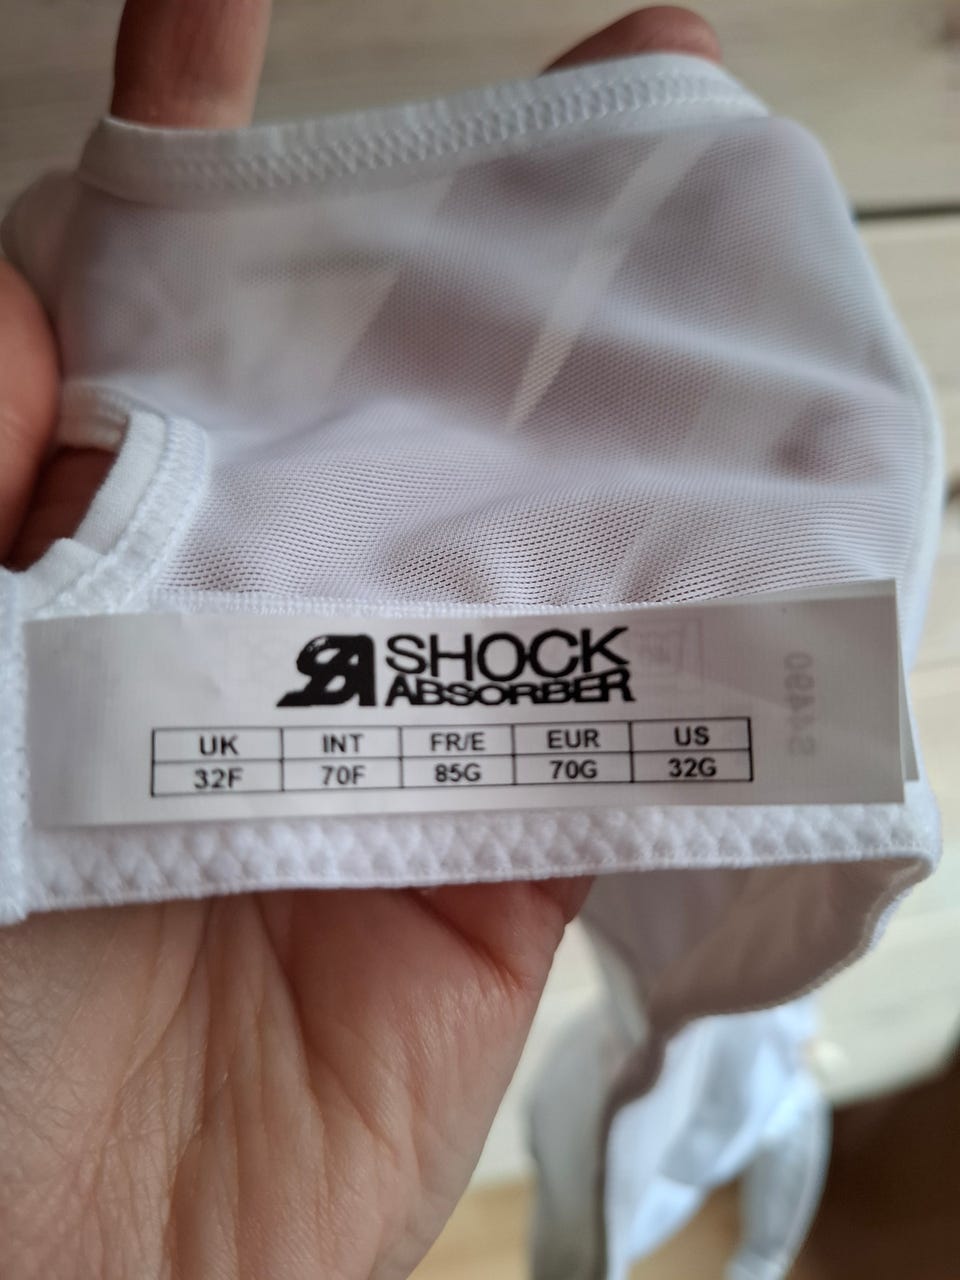 SHOCK
ABSORBER
UK INT FR/E EUR US
32F 70F 85G 70G 32G